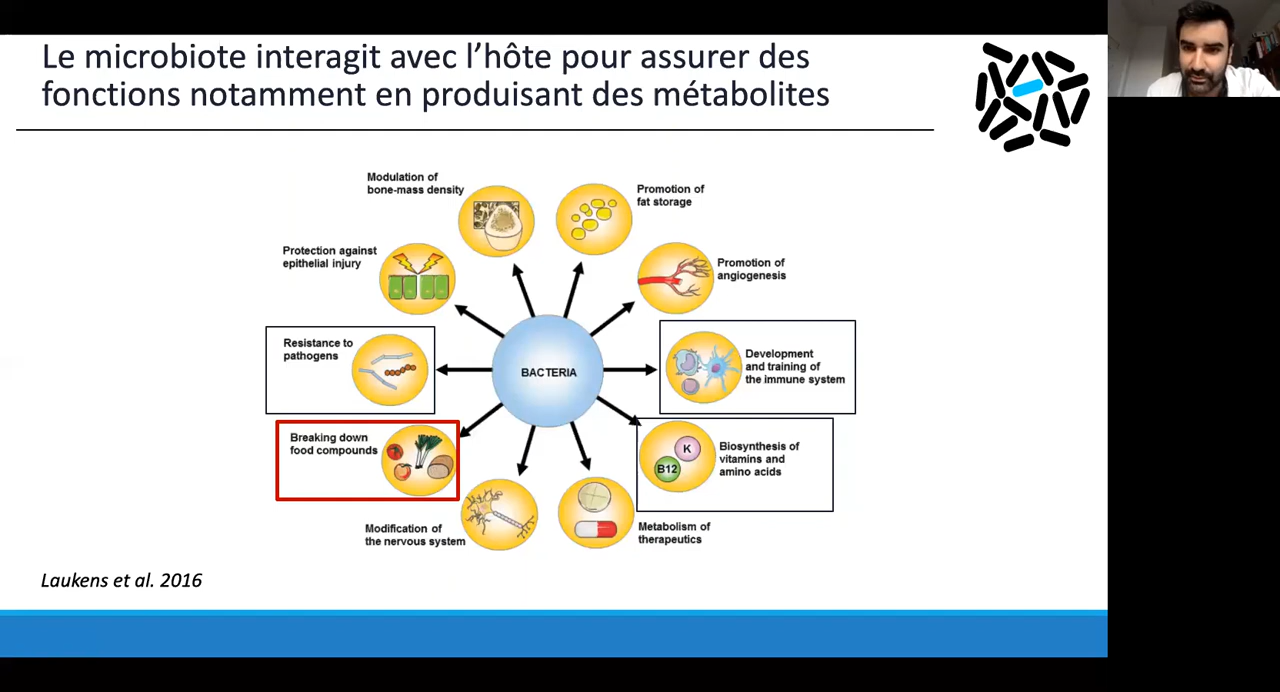 Le microbiote interagit avec l'hôte pour assurer des
fonctions notamment en produisant des métabolites
Modulation of
bone-mass density
Promotion of
fat storage
Protection against
epithelial injury
Promotion of
angiogenesis
Resistance to
pathogens
BACTERIA
Development
and training of
the immune system
Breaking down
food compounds
K
B12
Biosynthesis of
vitamins and
amino acids
Modification of
the nervous system
Metabolism of
therapeutics
Laukens et al. 2016